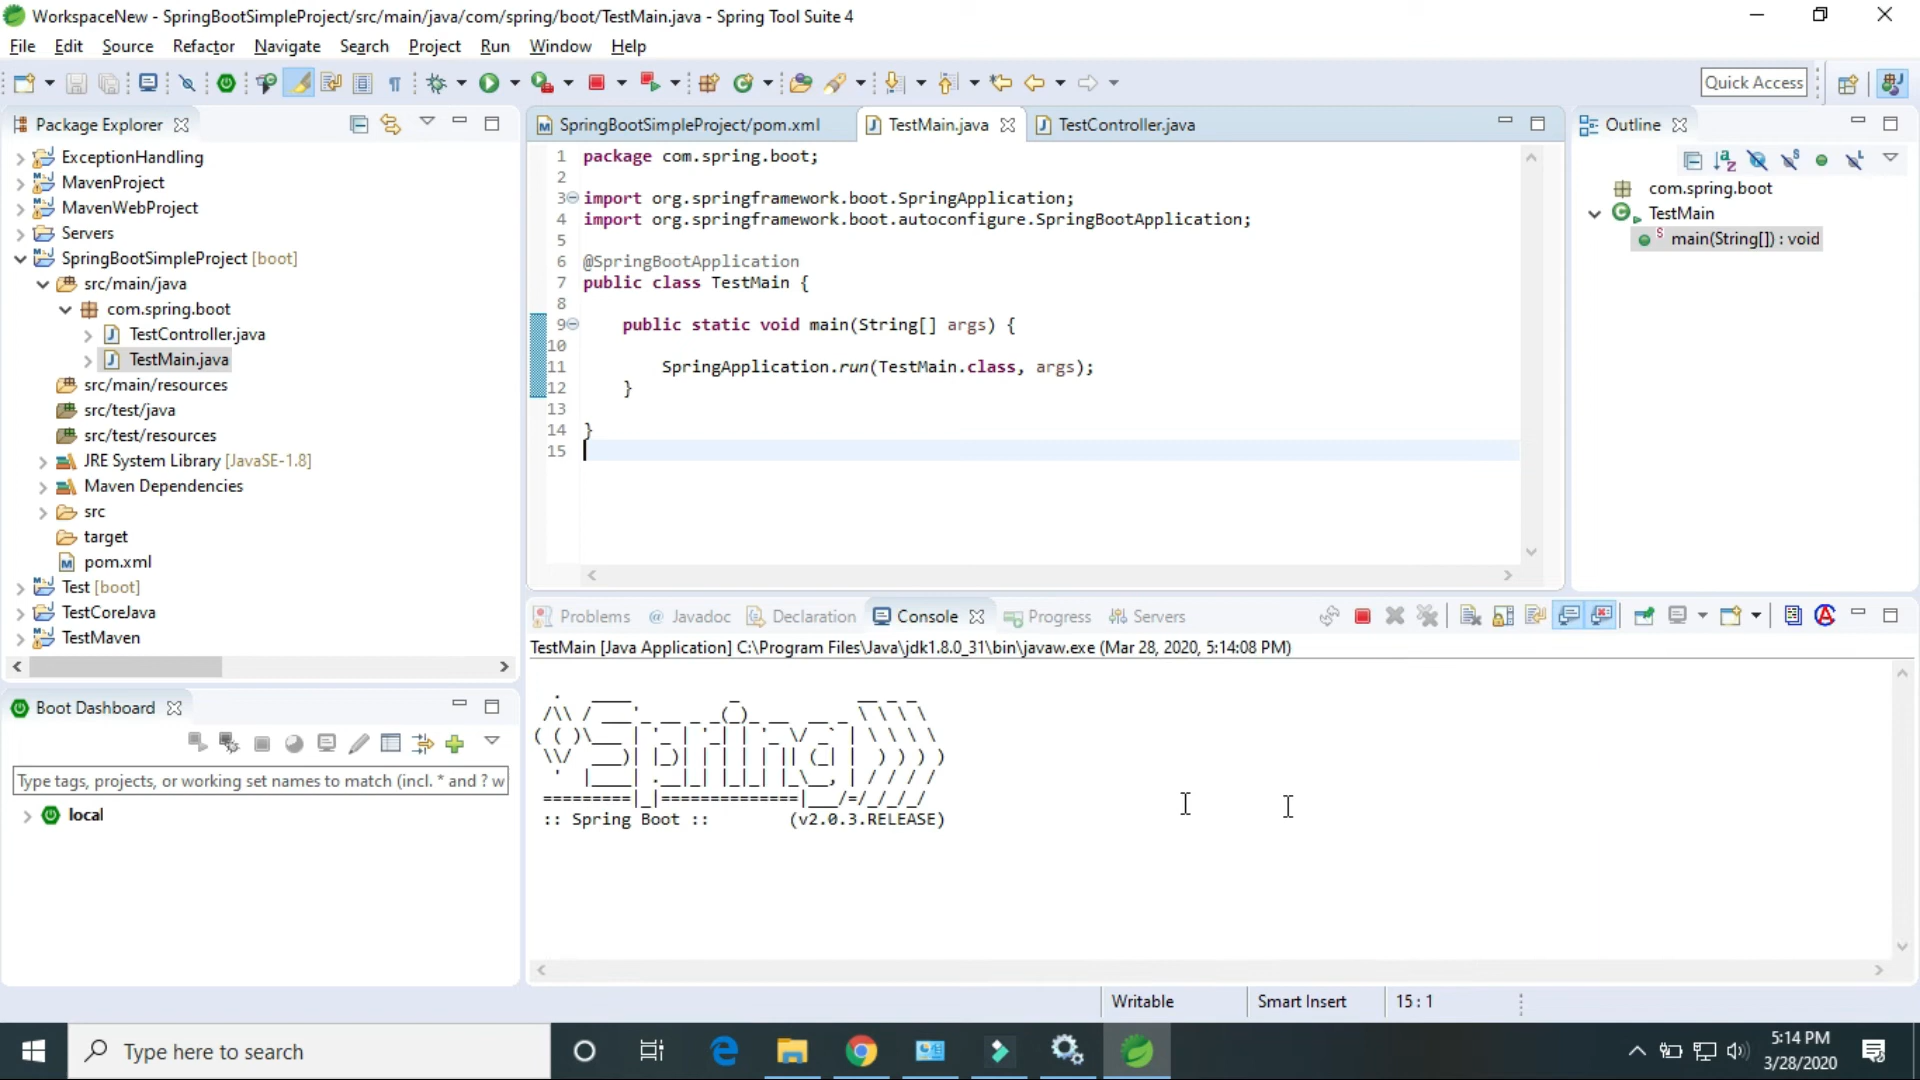 WorkspaceNew - SpringBootSimpleProject/src/main/java/com/spring/boot/TestMain.java - Spring Tool Suite 4
File Edit Source Refactor Navigate Search Project Run Window Help
Quick Access
Package Explorer
ExceptionHandling
MavenProject
MavenWebProject
Servers
SpringBootSimpleProject [boot]
src/main/java
com.spring.boot
TestController.java
TestMain.java
src/main/resources
src/test/java
src/test/resources
JRE System Library [JavaSE-1.8]
Maven Dependencies
src
target
pom.xml
Test [boot]
TestCoreJava
TestMaven
Boot Dashboard
Type tags, projects, or working set names to match (incl. * and ? w
local
SpringBootSimpleProject/pom.xml TestMain.java TestController.java
1 package com.spring.boot;
2
3 import org.springframework.boot.SpringApplication;
4 import org.springframework.boot.autoconfigure.SpringBootApplication;
5
6 @SpringBootApplication
7 public class TestMain {
8
9 public static void main(String[] args) {
10
11 SpringApplication.run(TestMain.class, args);
12 }
13
14 }
15
Outline
com.spring.boot
TestMain
main(String[]) : void
Problems Javadoc Declaration Console Progress Servers
TestMain [Java Application] C:\Program Files\Java\jdk1.8.0_31\bin\javaw.exe (Mar 28, 2020, 5:14:08 PM)
Spring
:: Spring Boot :: (v2.0.3.RELEASE)
Writable Smart Insert 15 : 1
Type here to search
5:14 PM
3/28/2020